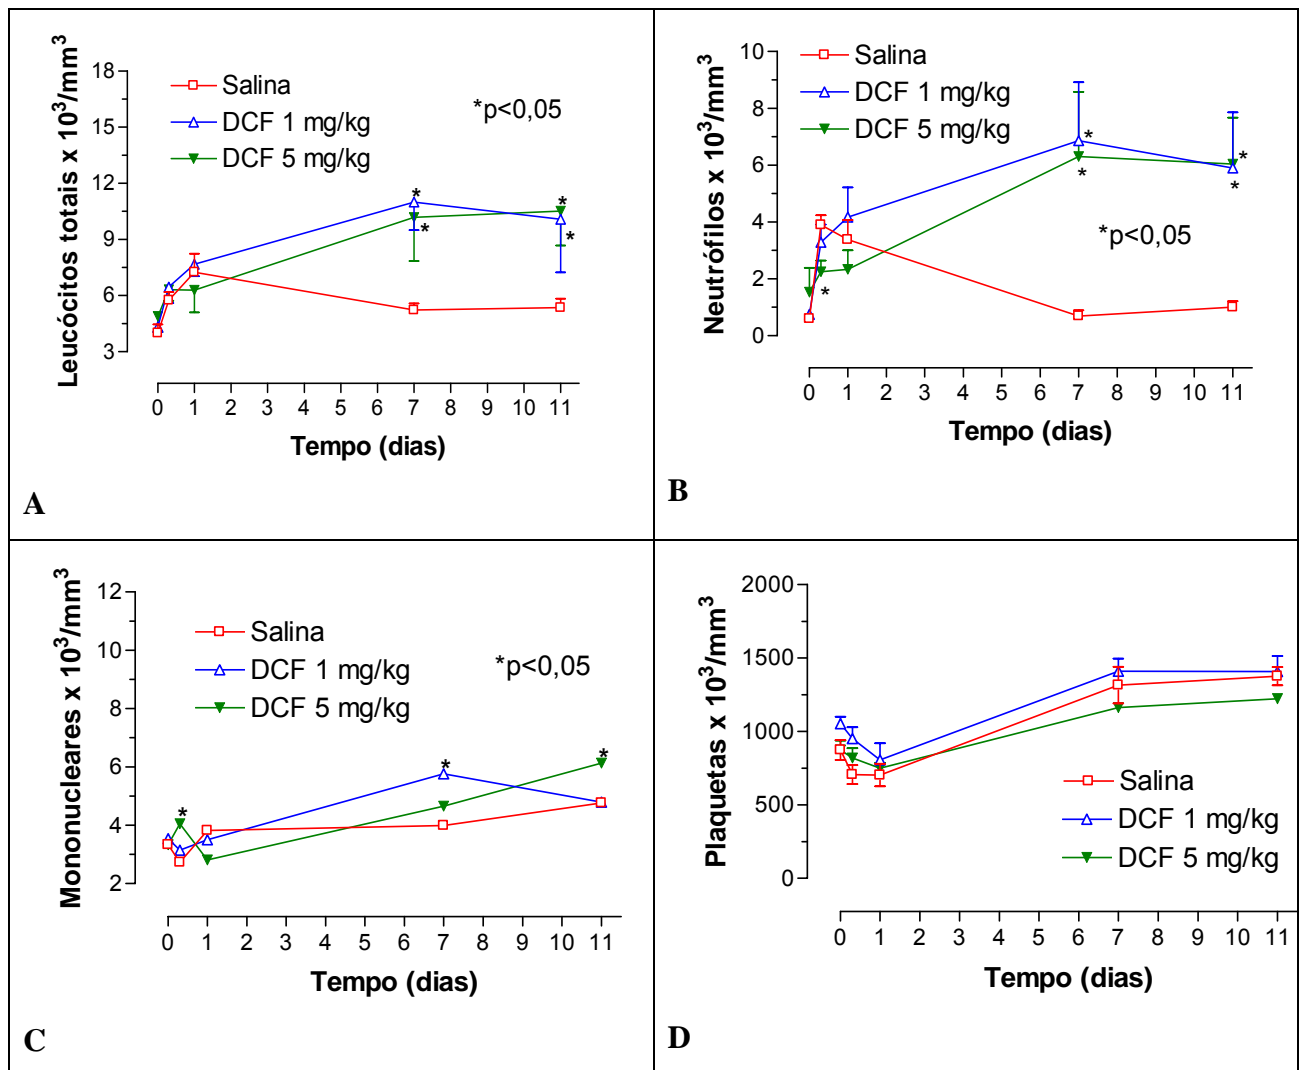 Leucócitos totais x 10³/mm³
18
15
12
9
6
3
Salina
DCF 1 mg/kg
DCF 5 mg/kg
*p<0,05
*
*
*
*
0 1 2 3 4 5 6 7 8 9 10 11
Tempo (dias)
A
Neutrófilos x 10³/mm³
10
8
6
4
2
0
Salina
DCF 1 mg/kg
DCF 5 mg/kg
*
*
*
*
*
*p<0,05
0 1 2 3 4 5 6 7 8 9 10 11
Tempo (dias)
B
Mononucleares x 10³/mm³
12
10
8
6
4
2
Salina
DCF 1 mg/kg
DCF 5 mg/kg
*p<0,05
*
*
*
0 1 2 3 4 5 6 7 8 9 10 11
Tempo (dias)
C
Plaquetas x 10³/mm³
2000
1500
1000
500
0
Salina
DCF 1 mg/kg
DCF 5 mg/kg
0 1 2 3 4 5 6 7 8 9 10 11
Tempo (dias)
D